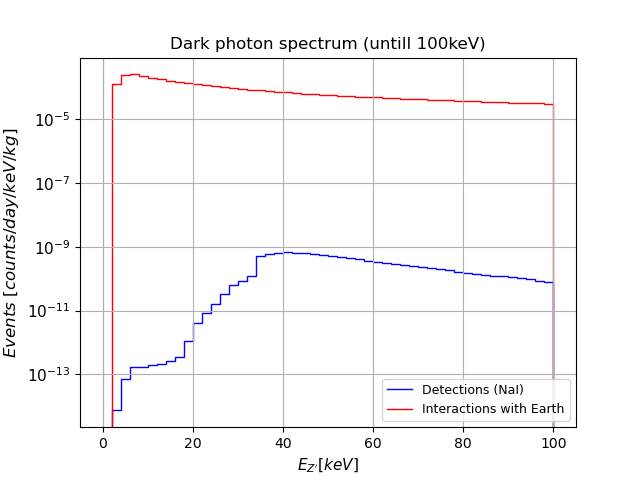 Dark photon spectrum (untill 100keV)
Events [counts/day/keV/kg]
10⁻⁵
10⁻⁷
10⁻⁹
10⁻¹¹
10⁻¹³
Detections (NaI)
Interactions with Earth
0 20 40 60 80 100
E_Z′[keV]